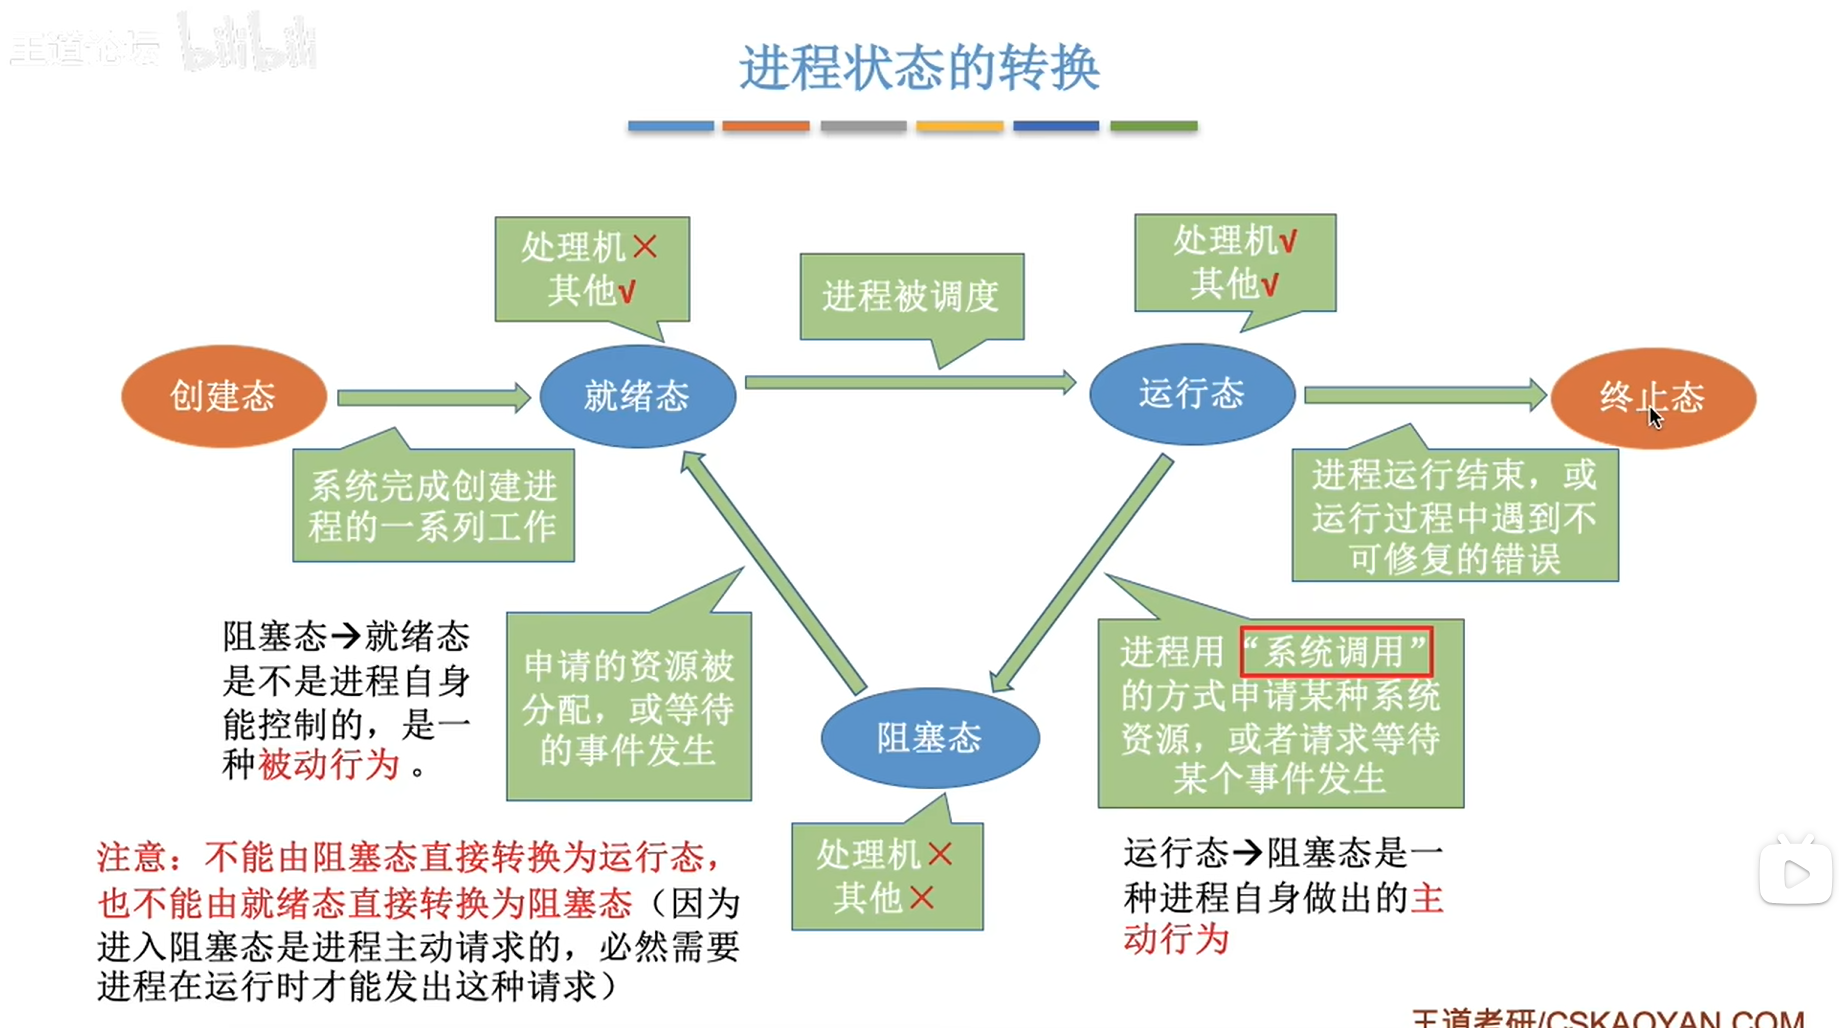 王道论坛 bilibili
进程状态的转换
处理机×
其他√
进程被调度
处理机√
其他√
创建态
就绪态
运行态
终止态
系统完成创建进
程的一系列工作
进程运行结束，或
运行过程中遇到不
可修复的错误
阻塞态→就绪态
是不是进程自身
能控制的，是一
种被动行为。
申请的资源被
分配，或等待
的事件发生
进程用“系统调用”
的方式申请某种系统
资源，或者请求等待
某个事件发生
阻塞态
处理机×
其他×
注意：不能由阻塞态直接转换为运行态，
也不能由就绪态直接转换为阻塞态（因为
进入阻塞态是进程主动请求的，必然需要
进程在运行时才能发出这种请求）
运行态→阻塞态是一
种进程自身做出的主
动行为
王道考研/CSKAOYAN.COM